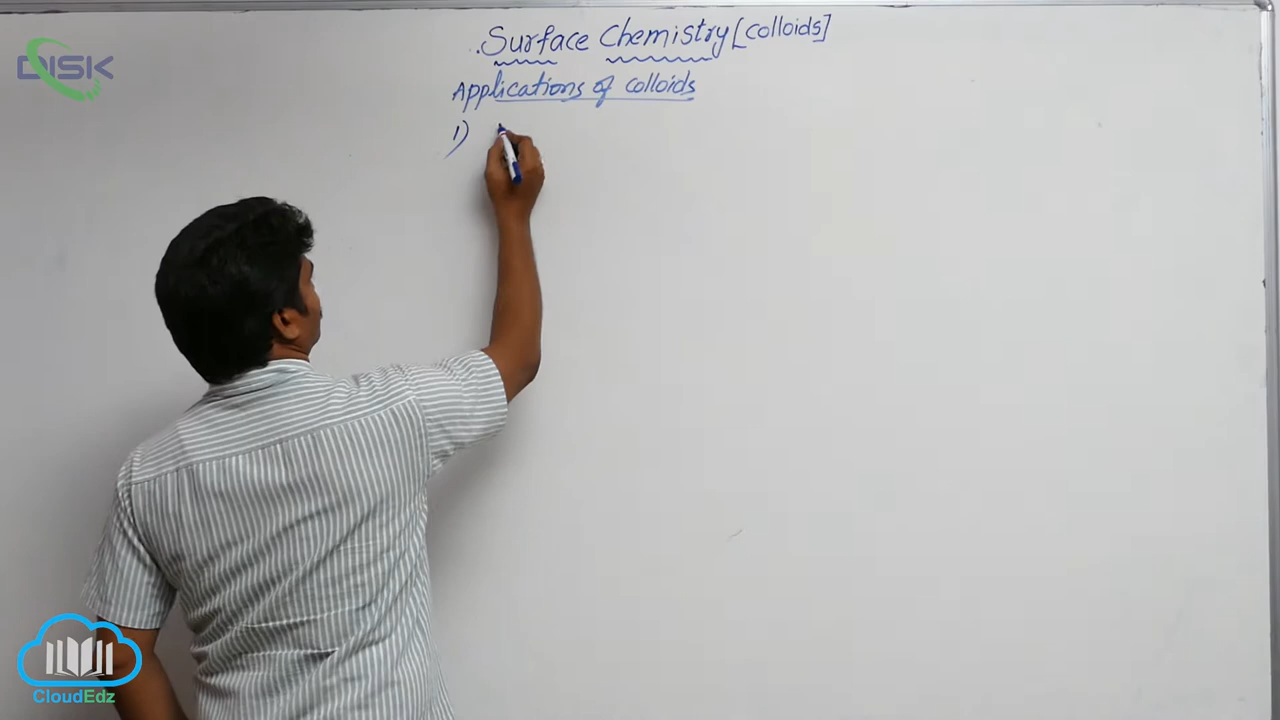 DISK
Surface Chemistry [colloids]
Applications of colloids
1)
CloudEdz